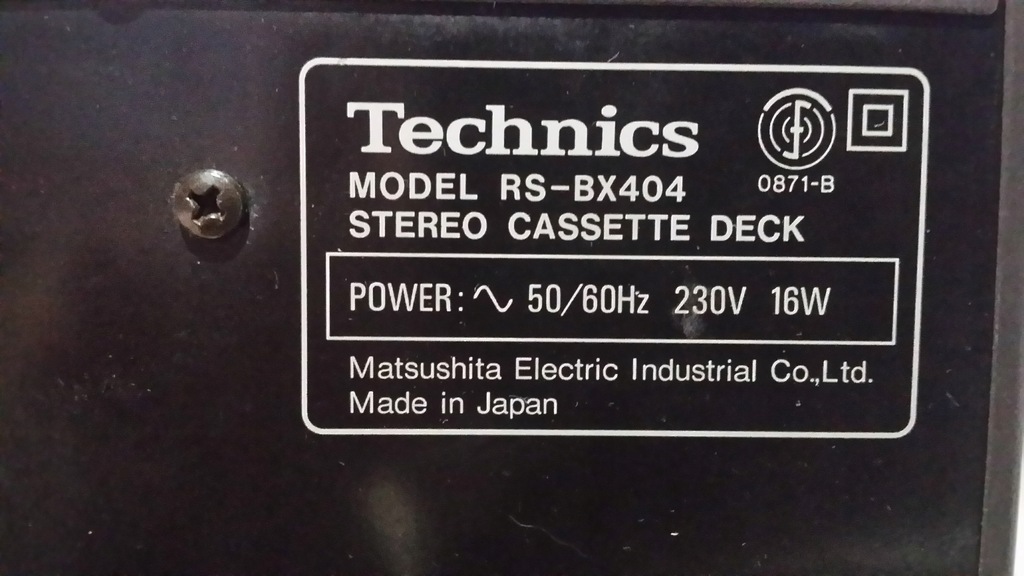 Technics
0871-B
MODEL RS-BX404
STEREO CASSETTE DECK
POWER: ∿ 50/60Hz 230V 16W
Matsushita Electric Industrial Co.,Ltd.
Made in Japan